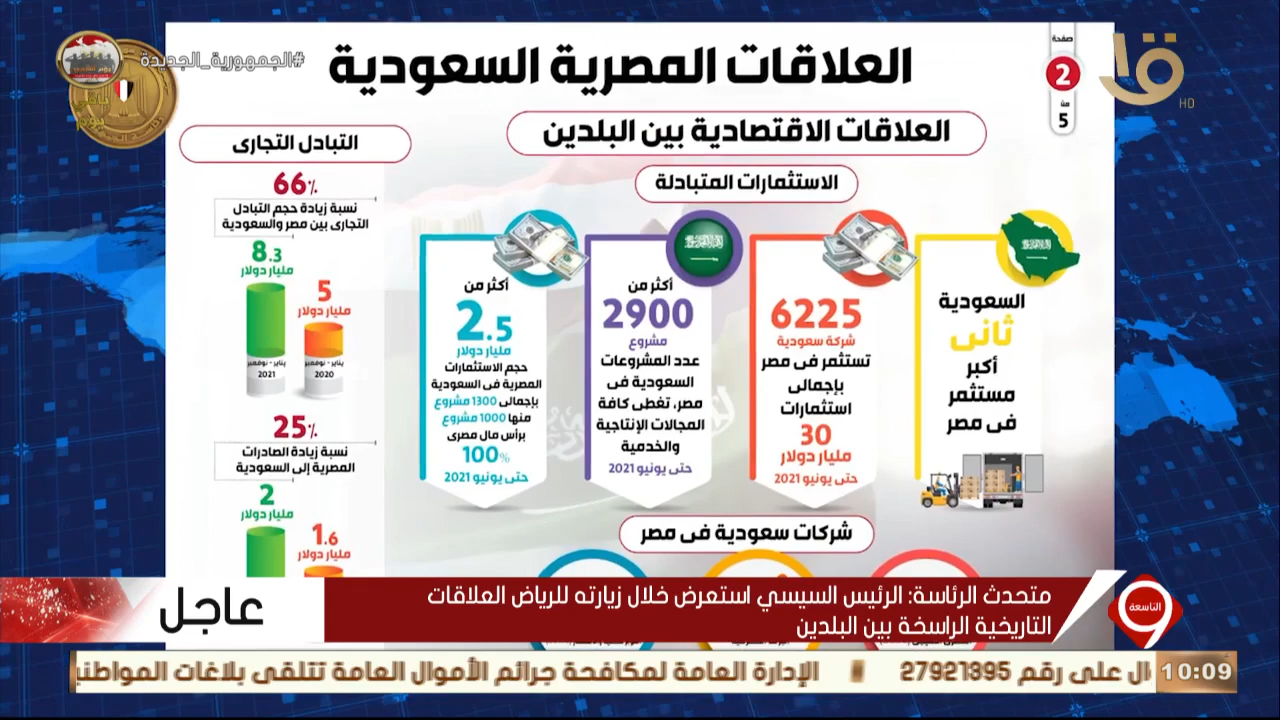 #الجمهورية_الجديدة
HD
صفحة
2
من
5
العلاقات المصرية السعودية
العلاقات الاقتصادية بين البلدين
الاستثمارات المتبادلة
السعودية
ثانى
أكبر
مستثمر
فى مصر
6225
شركة سعودية
تستثمر فى مصر
بإجمالى
استثمارات
30
مليار دولار
حتى يونيو 2021
أكثر من
2900
مشروع
عدد المشروعات
السعودية فى
مصر، تغطى كافة
المجالات الإنتاجية
والخدمية
حتى يونيو 2021
أكثر من
2.5
مليار دولار
حجم الاستثمارات
المصرية فى السعودية
بإجمالى 1300 مشروع
منها 1000 مشروع
برأس مال مصرى
100%
حتى يونيو 2021
التبادل التجارى
66%
نسبة زيادة حجم التبادل
التجارى بين مصر والسعودية
8.3
مليار دولار
5
مليار دولار
يناير - نوفمبر
2021
يناير - نوفمبر
2020
25%
نسبة زيادة الصادرات
المصرية إلى السعودية
2
مليار دولار
1.6
مليار دولار
شركات سعودية فى مصر
التاسعة
عاجل
متحدث الرئاسة: الرئيس السيسي استعرض خلال زيارته للرياض العلاقات
التاريخية الراسخة بين البلدين
10:09
ال على رقم 27921395
الإدارة العامة لمكافحة جرائم الأموال العامة تتلقى بلاغات المواطني